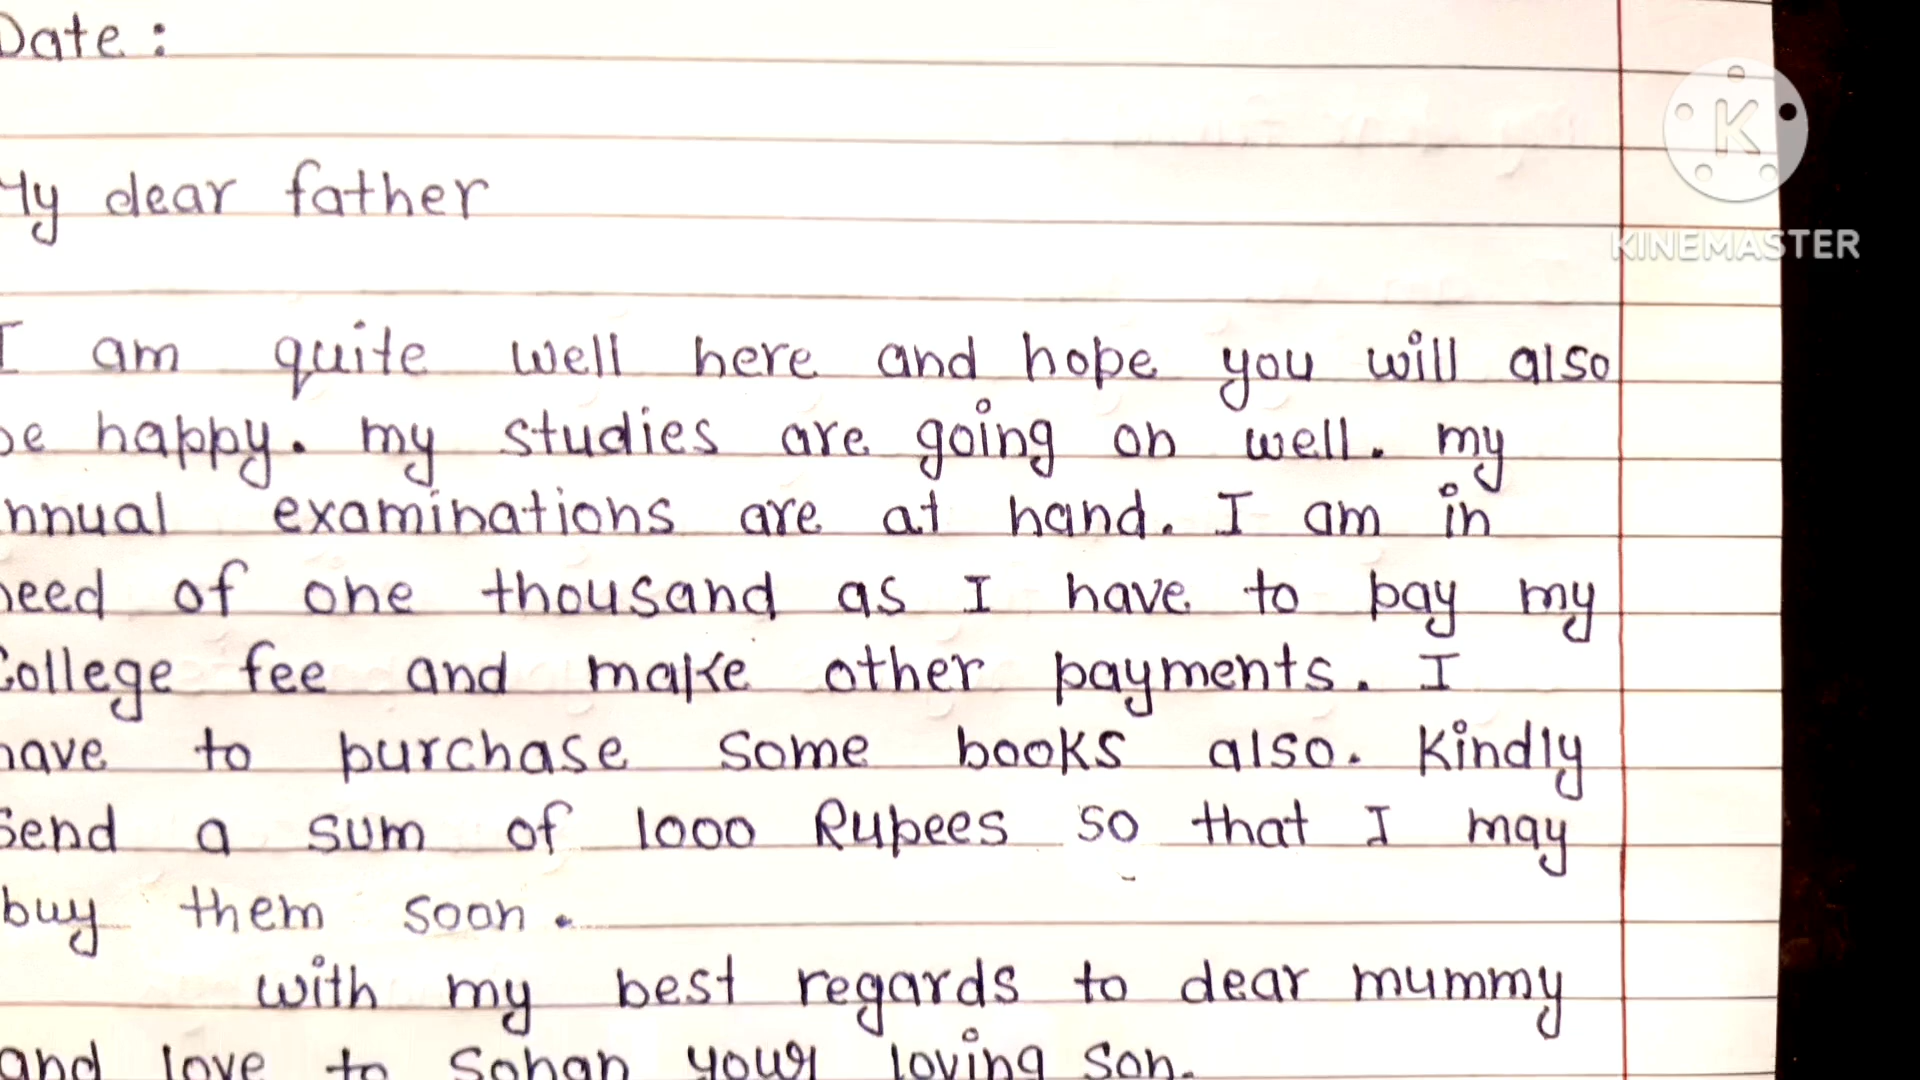 Date :
My dear father
I am quite well here and hope you will also
be happy. my studies are going on well. my
annual examinations are at hand. I am in
need of one thousand as I have to pay my
College fee and make other payments. I
have to purchase some books also. Kindly
Send a sum of 1000 Rupees so that I may
buy them soon.
with my best regards to dear mummy
and love to Sohan your loving son.
K
KINEMASTER